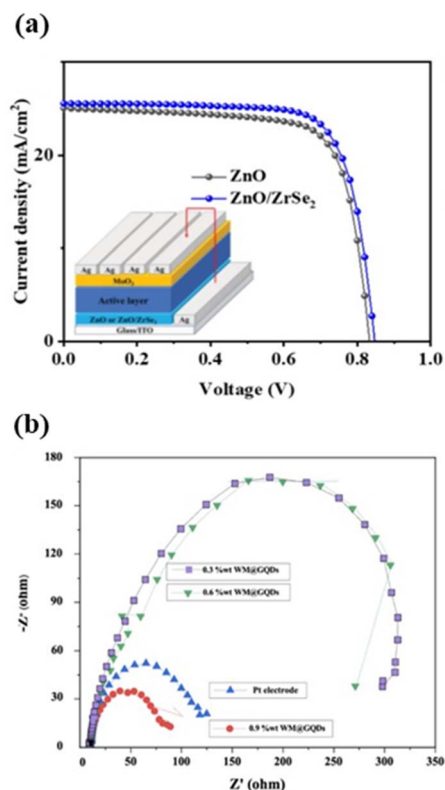 (a)
Current density (mA/cm²)
20
0
ZnO
ZnO/ZrSe₂
Ag Ag Ag Ag
MoO₃
Active layer
ZnO or ZnO/ZrSe₂
Ag
Glass/ITO
0.0 0.2 0.4 0.6 0.8 1.0
Voltage (V)
(b)
-Z' (ohm)
180
150
120
90
60
30
0
0.3 %wt WM@GQDs
0.6 %wt WM@GQDs
Pt electrode
0.9 %wt WM@GQDs
0 50 100 150 200 250 300 350
Z' (ohm)